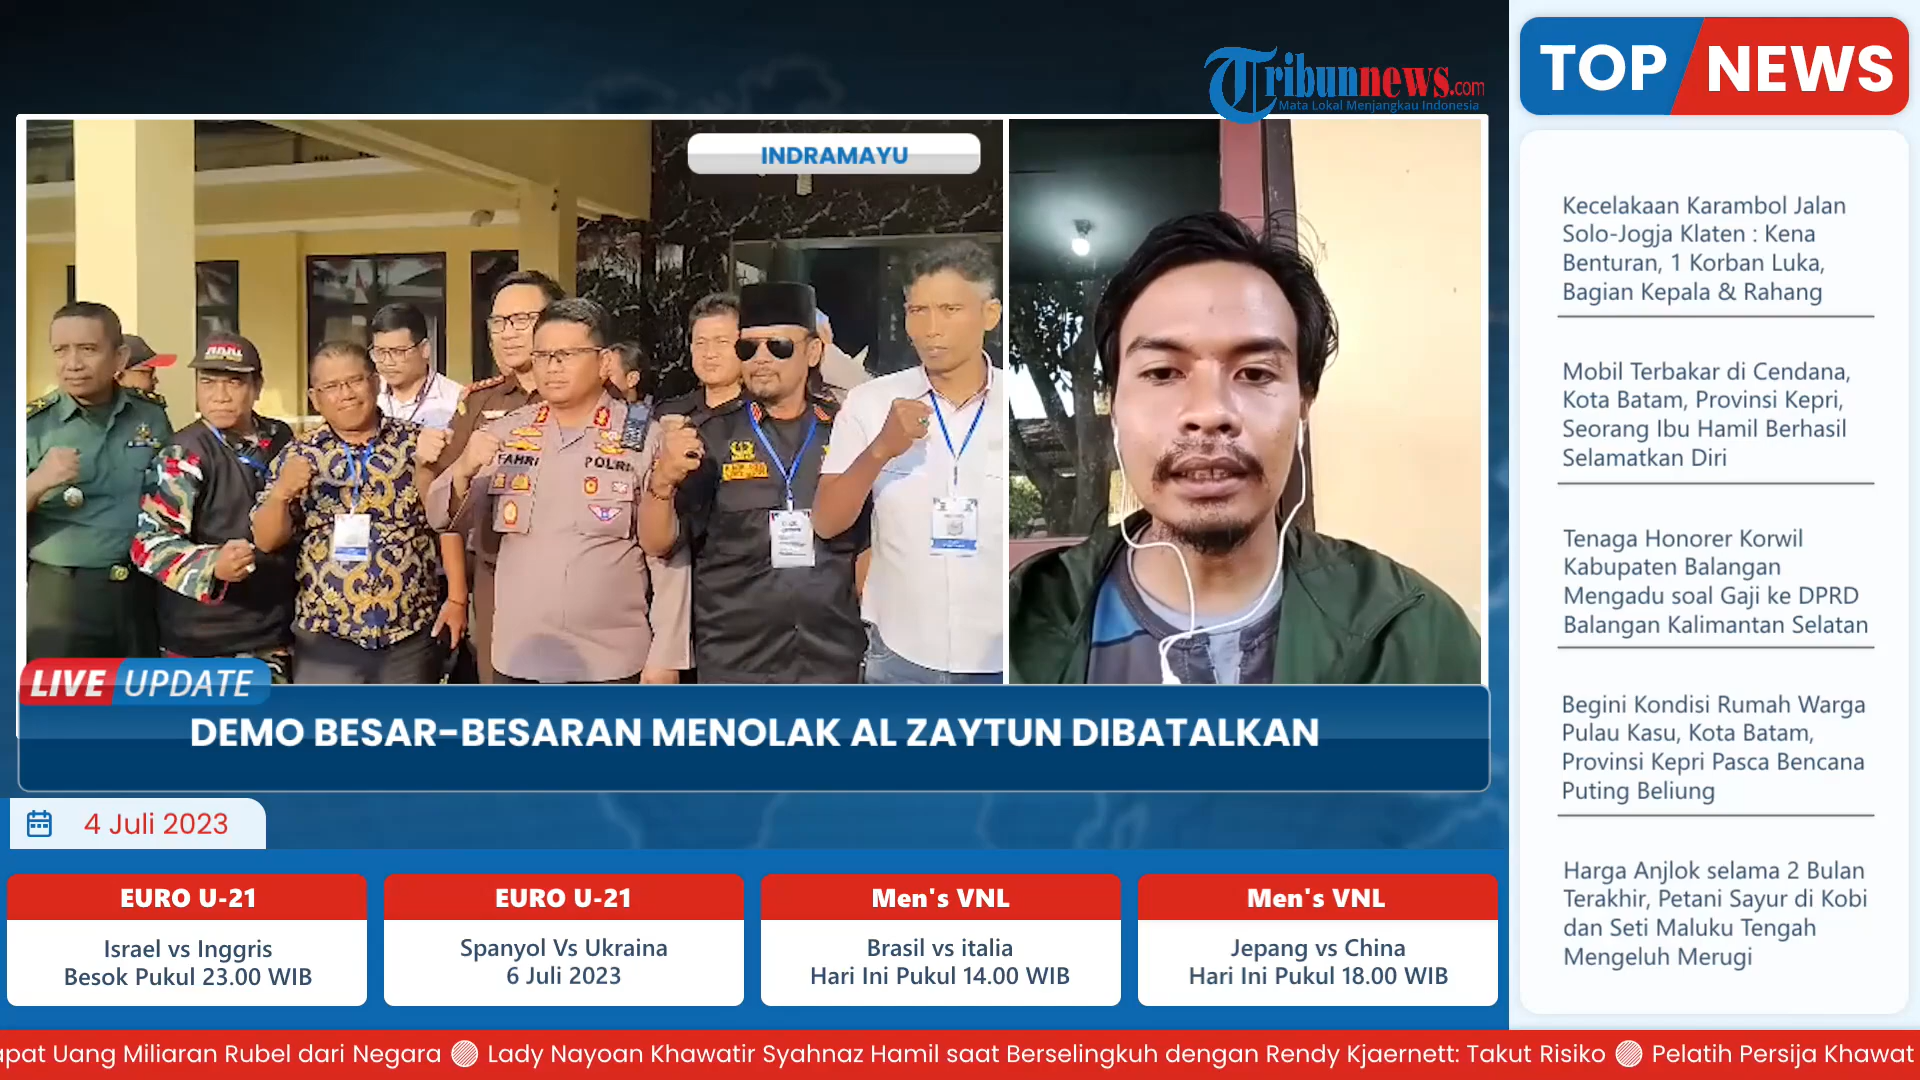 Tribunnews.com
Mata Lokal Menjangkau Indonesia
INDRAMAYU
FAHRI
POLRI
LIVE UPDATE
DEMO BESAR-BESARAN MENOLAK AL ZAYTUN DIBATALKAN
4 Juli 2023
EURO U-21
Israel vs Inggris
Besok Pukul 23.00 WIB
EURO U-21
Spanyol Vs Ukraina
6 Juli 2023
Men's VNL
Brasil vs italia
Hari Ini Pukul 14.00 WIB
Men's VNL
Jepang vs China
Hari Ini Pukul 18.00 WIB
TOP NEWS
Kecelakaan Karambol Jalan
Solo-Jogja Klaten : Kena
Benturan, 1 Korban Luka,
Bagian Kepala & Rahang
Mobil Terbakar di Cendana,
Kota Batam, Provinsi Kepri,
Seorang Ibu Hamil Berhasil
Selamatkan Diri
Tenaga Honorer Korwil
Kabupaten Balangan
Mengadu soal Gaji ke DPRD
Balangan Kalimantan Selatan
Begini Kondisi Rumah Warga
Pulau Kasu, Kota Batam,
Provinsi Kepri Pasca Bencana
Puting Beliung
Harga Anjlok selama 2 Bulan
Terakhir, Petani Sayur di Kobi
dan Seti Maluku Tengah
Mengeluh Merugi
apat Uang Miliaran Rubel dari Negara Lady Nayoan Khawatir Syahnaz Hamil saat Berselingkuh dengan Rendy Kjaernett: Takut Risiko Pelatih Persija Khawat